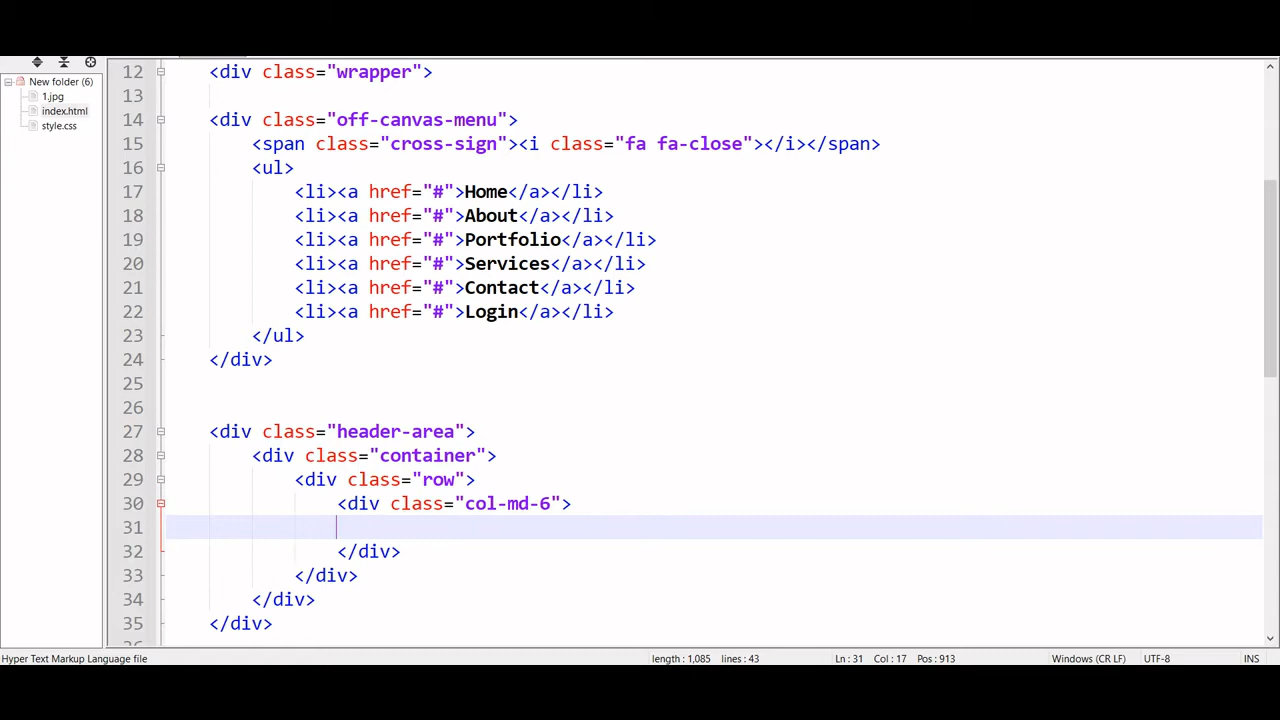 New folder (6)
1.jpg
index.html
style.css
12 <div class="wrapper">
13
14 <div class="off-canvas-menu">
15 <span class="cross-sign"><i class="fa fa-close"></i></span>
16 <ul>
17 <li><a href="#">Home</a></li>
18 <li><a href="#">About</a></li>
19 <li><a href="#">Portfolio</a></li>
20 <li><a href="#">Services</a></li>
21 <li><a href="#">Contact</a></li>
22 <li><a href="#">Login</a></li>
23 </ul>
24 </div>
25
26
27 <div class="header-area">
28 <div class="container">
29 <div class="row">
30 <div class="col-md-6">
31
32 </div>
33 </div>
34 </div>
35 </div>
Hyper Text Markup Language file length : 1,085 lines : 43 Ln : 31 Col : 17 Pos : 913 Windows (CR LF) UTF-8 INS